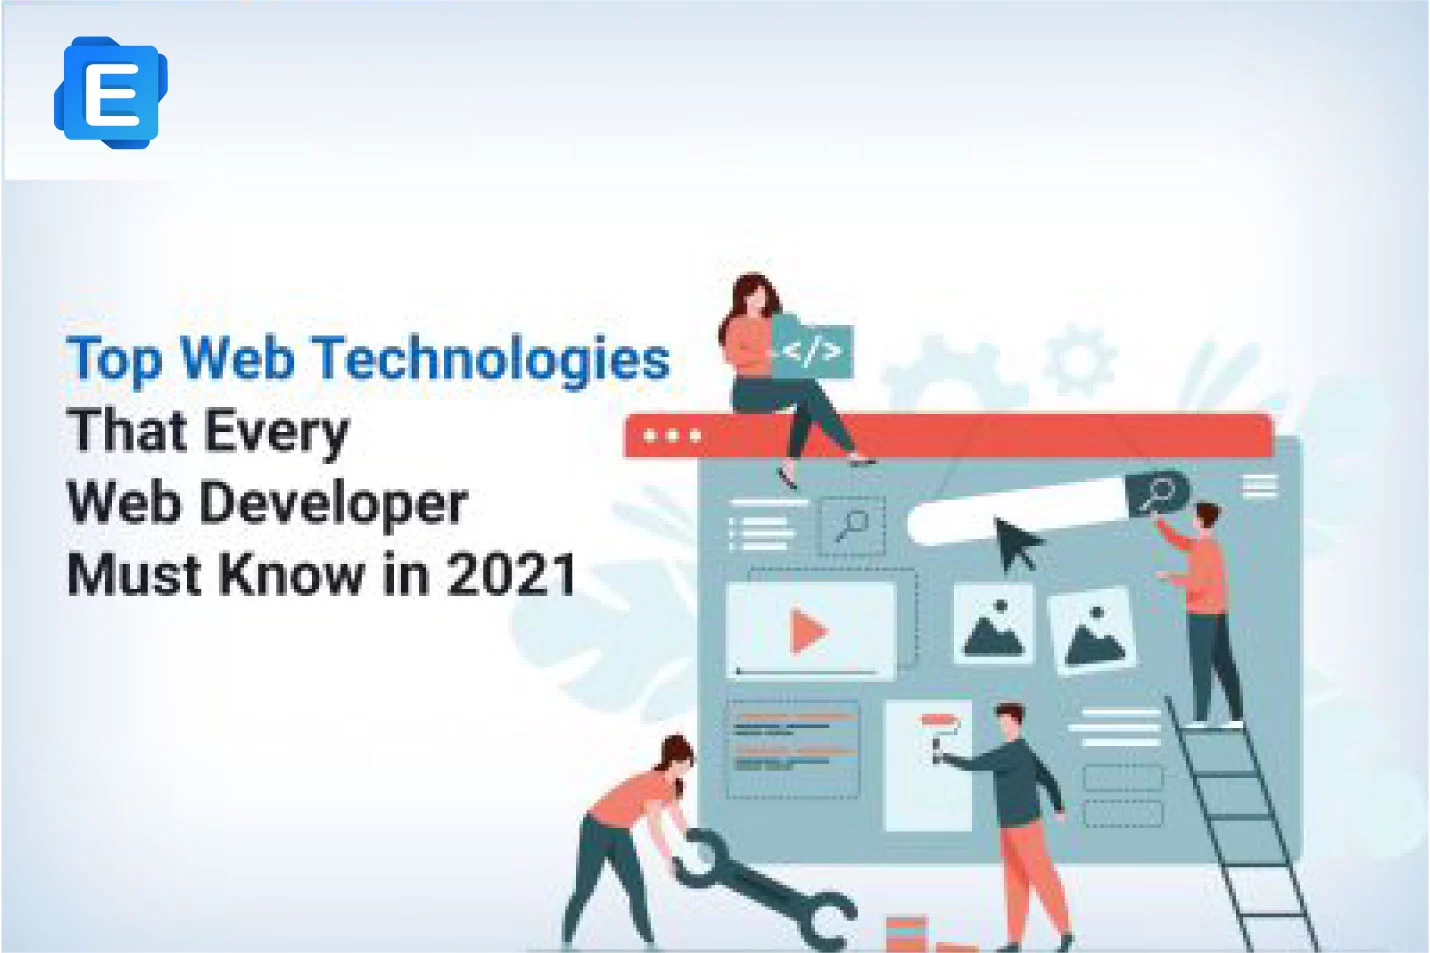 E
Top Web Technologies
That Every
Web Developer
Must Know in 2021
</>